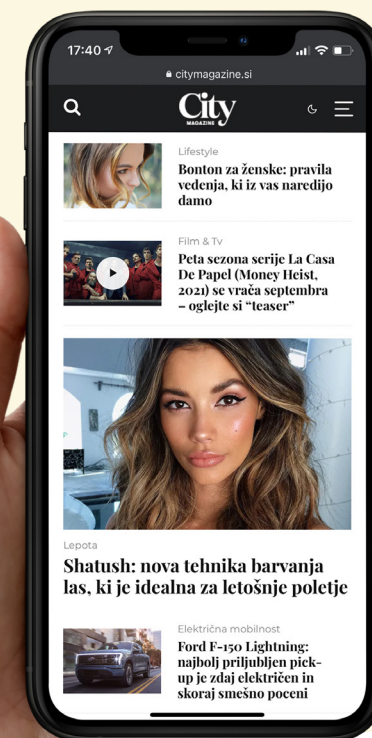 17:40
citymagazine.si
City
MAGAZINE
Lifestyle
Bonton za ženske: pravila
vedenja, ki iz vas naredijo
damo
Film & Tv
Peta sezona serije La Casa
De Papel (Money Heist,
2021) se vrača septembra
– oglejte si “teaser”
Lepota
Shatush: nova tehnika barvanja
las, ki je idealna za letošnje poletje
Električna mobilnost
Ford F-150 Lightning:
najbolj priljubljen pick-
up je zdaj električen in
skoraj smešno poceni